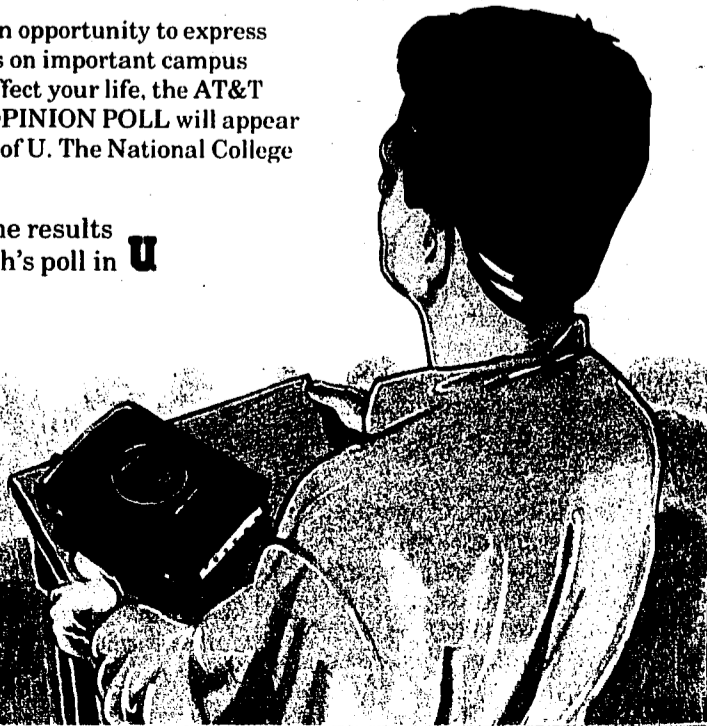 n opportunity to express
s on important campus
ffect your life, the AT&T
PINION POLL will appear
of U. The National College
ne results
h's poll in U